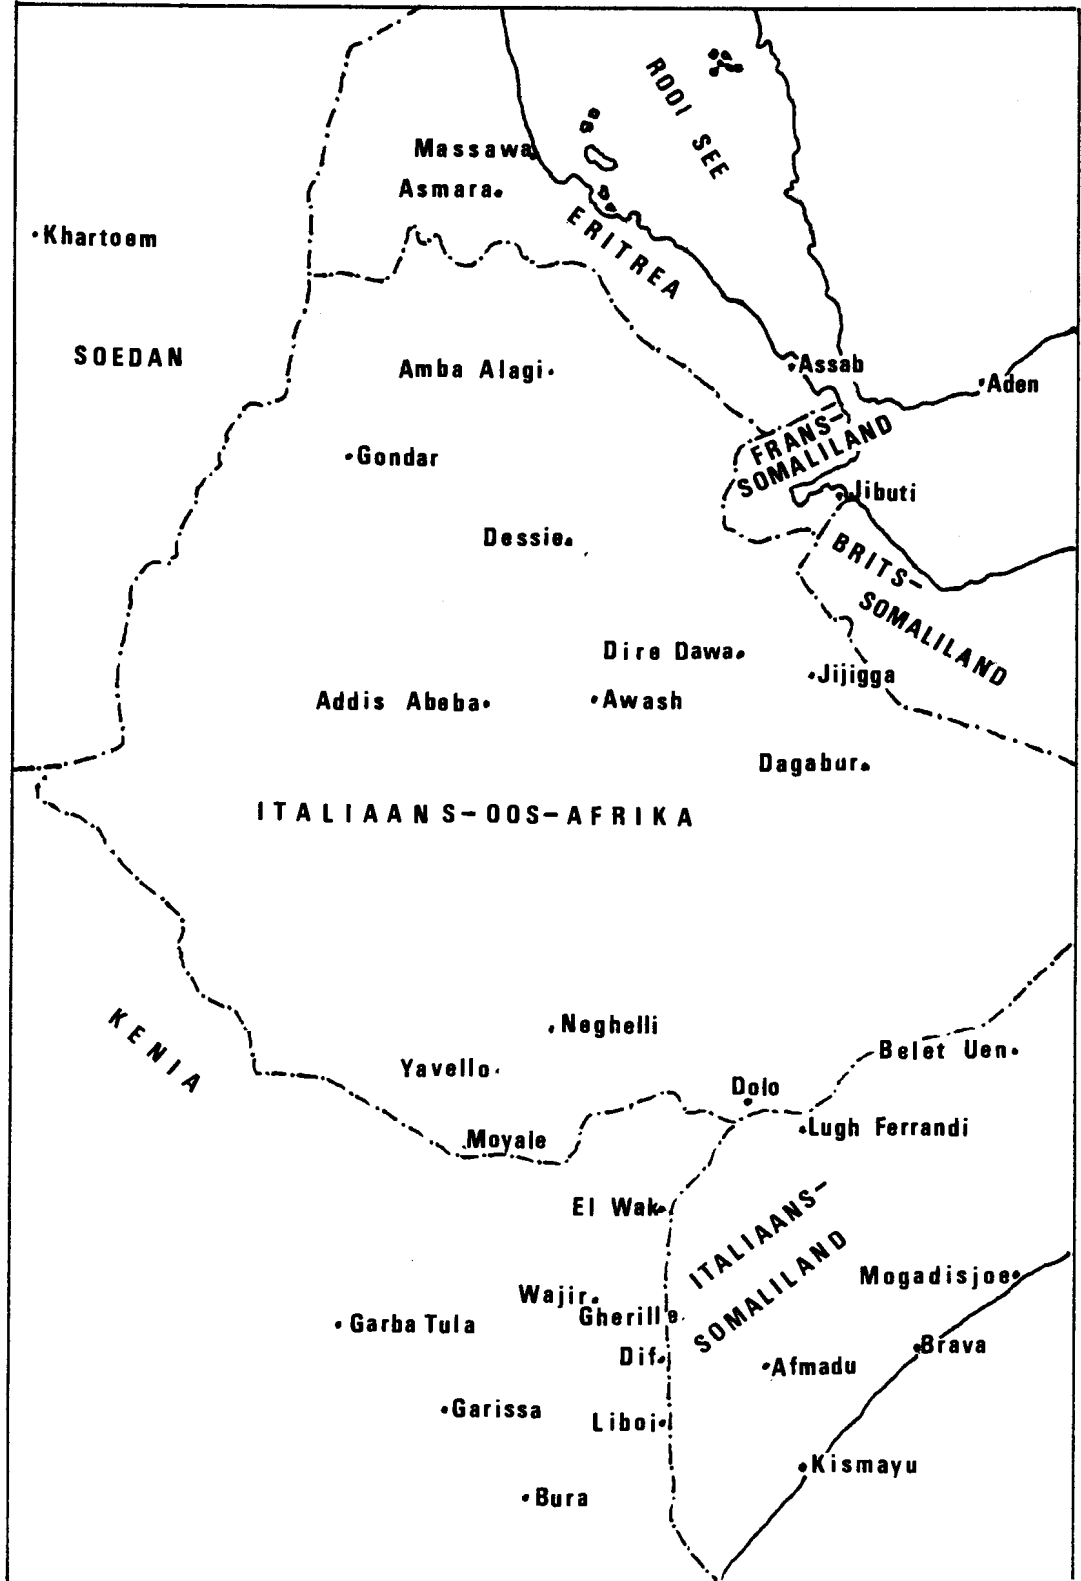 ROOI SEE
Massawa
Asmara
ERITREA
Khartoem
SOEDAN
Amba Alagi
Assab
Aden
FRANS-
SOMALILAND
Gondar
Jibuti
Dessie
BRITS-
SOMALILAND
Dire Dawa
Jijigga
Addis Abeba
Awash
Dagabur
ITALIAANS-OOS-AFRIKA
KENIA
Neghelli
Belet Uen
Yavello
Dolo
Lugh Ferrandi
Moyale
El Wak
ITALIAANS-
SOMALILAND
Mogadisjoe
Wajir
Gherille
Garba Tula
Brava
Dif
Afmadu
Garissa
Liboi
Kismayu
Bura